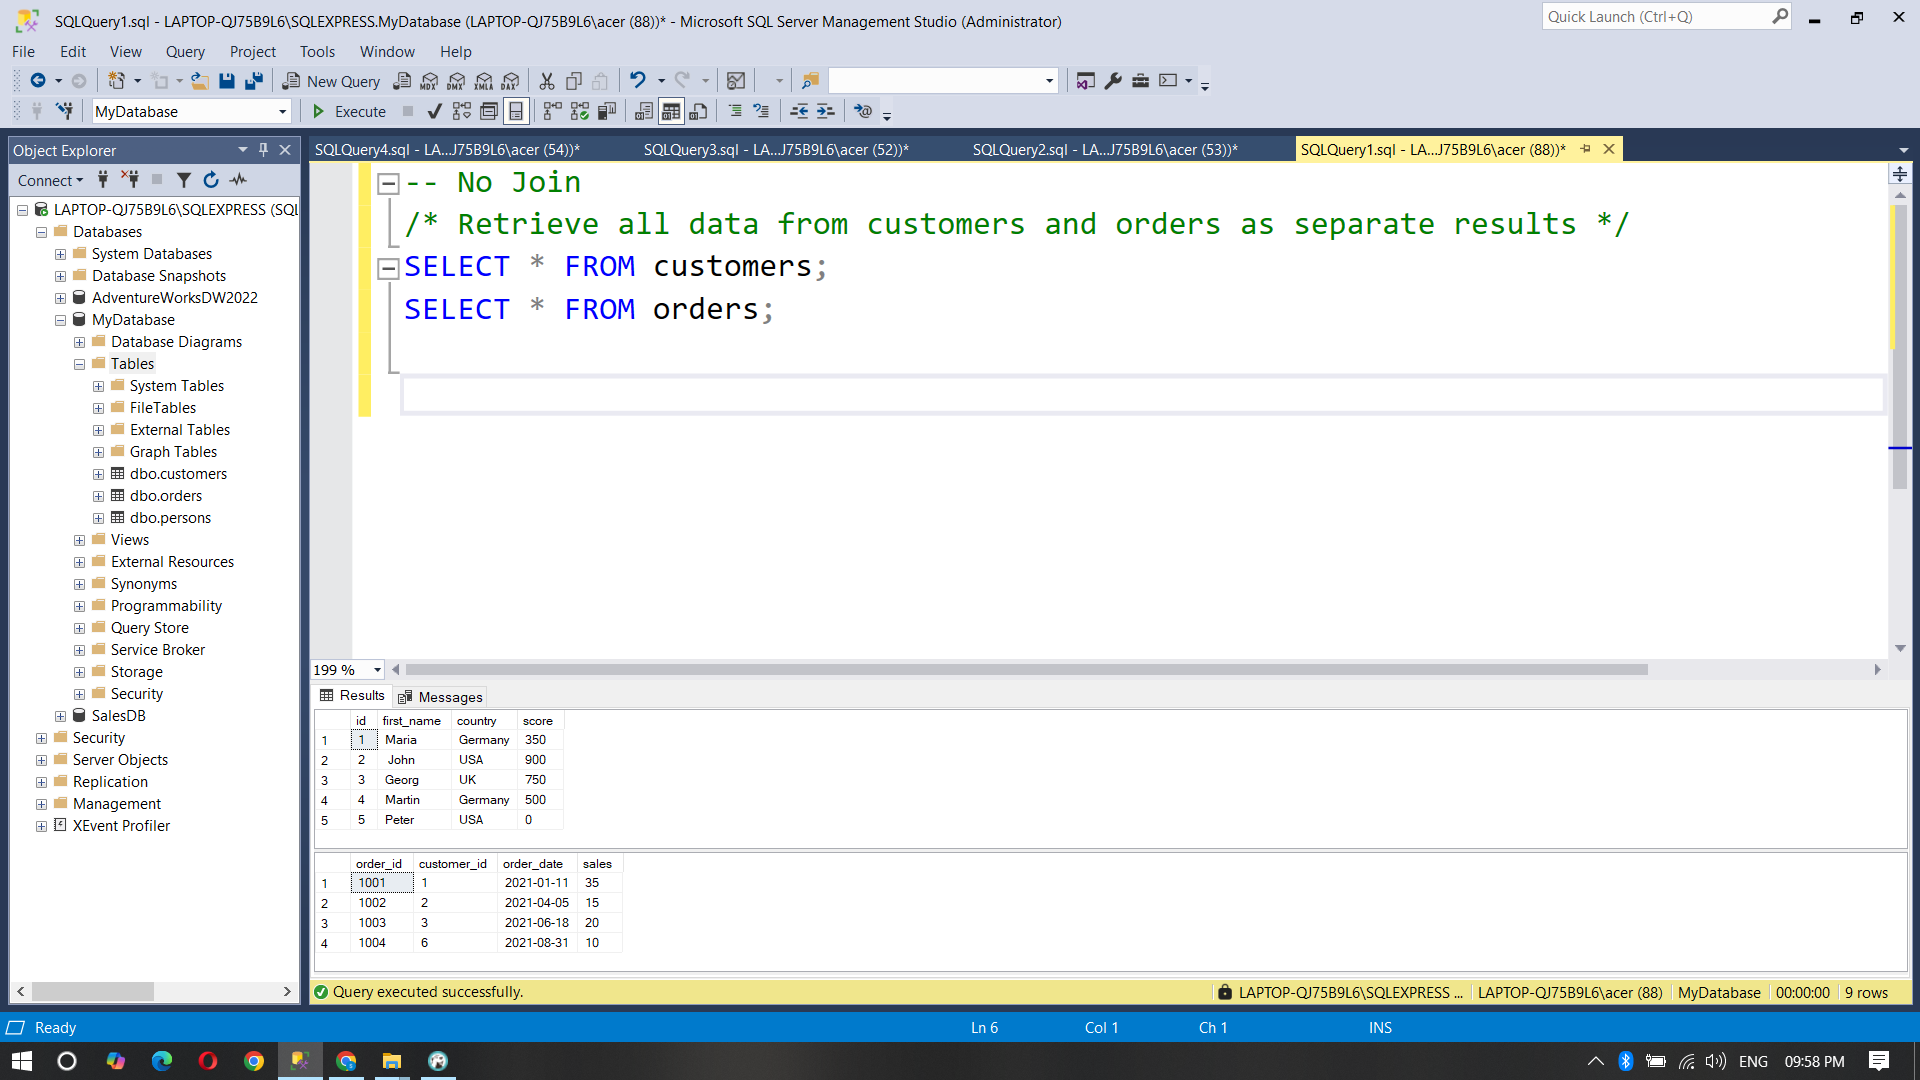 SQLQuery1.sql - LAPTOP-QJ75B9L6\SQLEXPRESS.MyDatabase (LAPTOP-QJ75B9L6\acer (88))* - Microsoft SQL Server Management Studio (Administrator)
Quick Launch (Ctrl+Q)
File Edit View Query Project Tools Window Help
New Query MDX DMX XMLA DAX
MyDatabase Execute
Object Explorer
SQLQuery4.sql - LA...J75B9L6\acer (54))* SQLQuery3.sql - LA...J75B9L6\acer (52))* SQLQuery2.sql - LA...J75B9L6\acer (53))* SQLQuery1.sql - LA...J75B9L6\acer (88))*
Connect
LAPTOP-QJ75B9L6\SQLEXPRESS (SQL
Databases
System Databases
Database Snapshots
AdventureWorksDW2022
MyDatabase
Database Diagrams
Tables
System Tables
FileTables
External Tables
Graph Tables
dbo.customers
dbo.orders
dbo.persons
Views
External Resources
Synonyms
Programmability
Query Store
Service Broker
Storage
Security
SalesDB
Security
Server Objects
Replication
Management
XEvent Profiler
-- No Join
/* Retrieve all data from customers and orders as separate results */
SELECT * FROM customers;
SELECT * FROM orders;
199 %
Results Messages
id first_name country score
1 1 Maria Germany 350
2 2 John USA 900
3 3 Georg UK 750
4 4 Martin Germany 500
5 5 Peter USA 0
order_id customer_id order_date sales
1 1001 1 2021-01-11 35
2 1002 2 2021-04-05 15
3 1003 3 2021-06-18 20
4 1004 6 2021-08-31 10
Query executed successfully. LAPTOP-QJ75B9L6\SQLEXPRESS ... LAPTOP-QJ75B9L6\acer (88) MyDatabase 00:00:00 9 rows
Ready Ln 6 Col 1 Ch 1 INS
ENG 09:58 PM